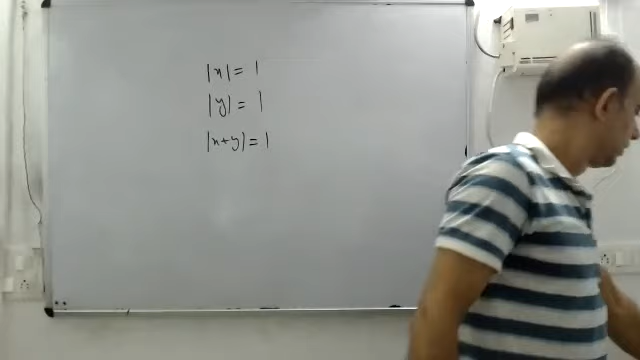 |x| = 1
|y| = 1
|x+y| = 1